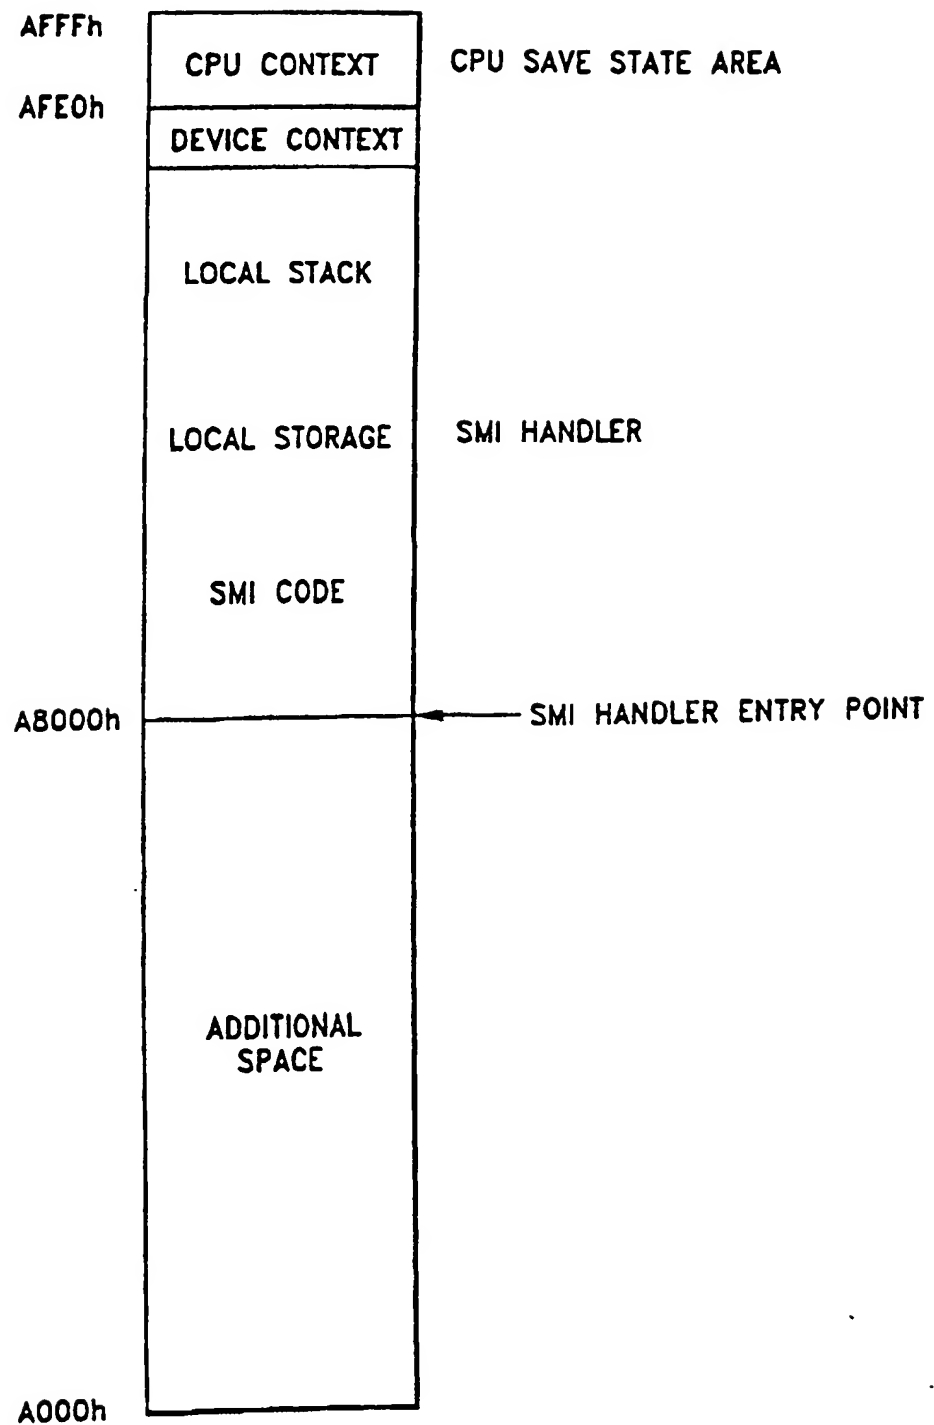 AFFFh
CPU CONTEXT
CPU SAVE STATE AREA
AFE0h
DEVICE CONTEXT
LOCAL STACK
LOCAL STORAGE
SMI HANDLER
SMI CODE
A8000h
SMI HANDLER ENTRY POINT
ADDITIONAL
SPACE
A000h